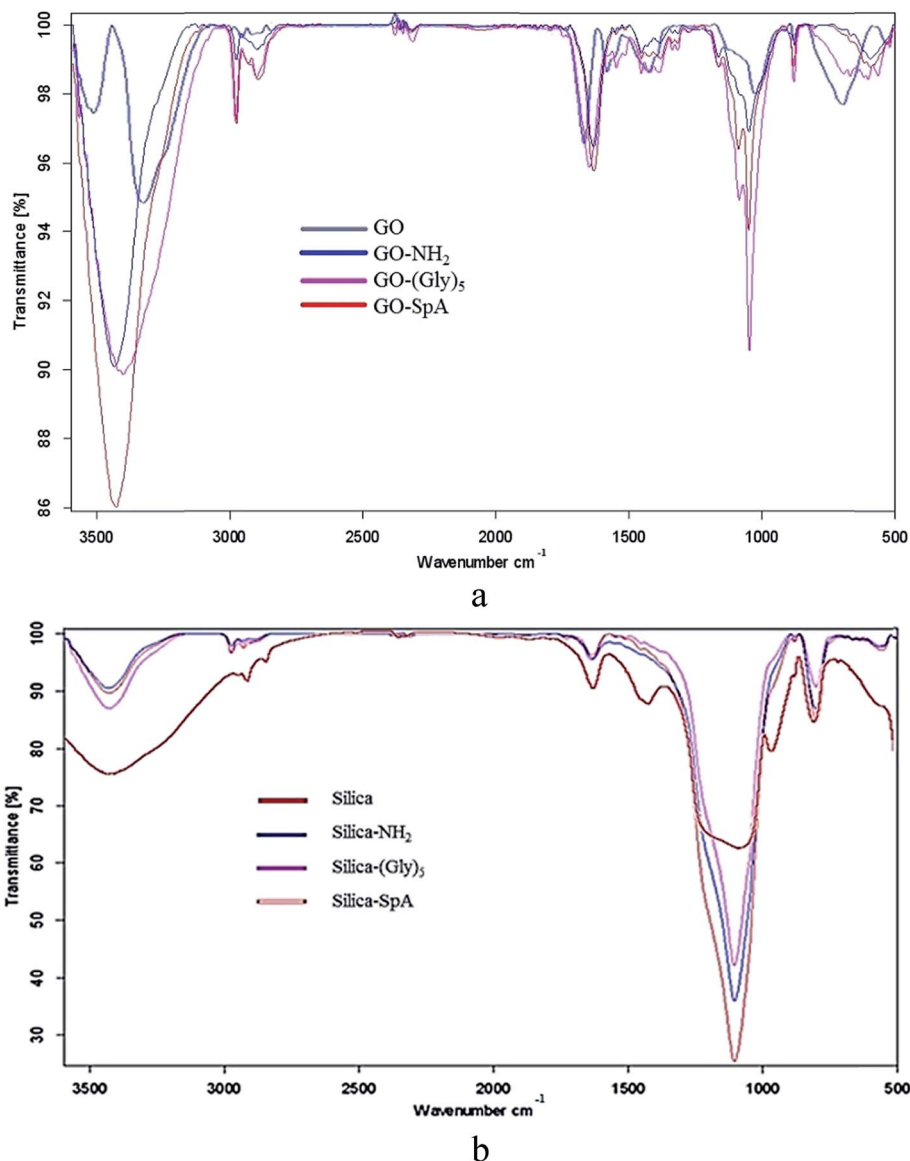 100
98
96
94
92
90
88
86
Transmittance [%]
GO
GO-NH₂
GO-(Gly)₅
GO-SpA
3500 3000 2500 2000 1500 1000 500
Wavenumber cm⁻¹
a
100
90
80
70
60
50
40
30
Transmittance [%]
Silica
Silica-NH₂
Silica-(Gly)₅
Silica-SpA
3500 3000 2500 2000 1500 1000 500
Wavenumber cm⁻¹
b